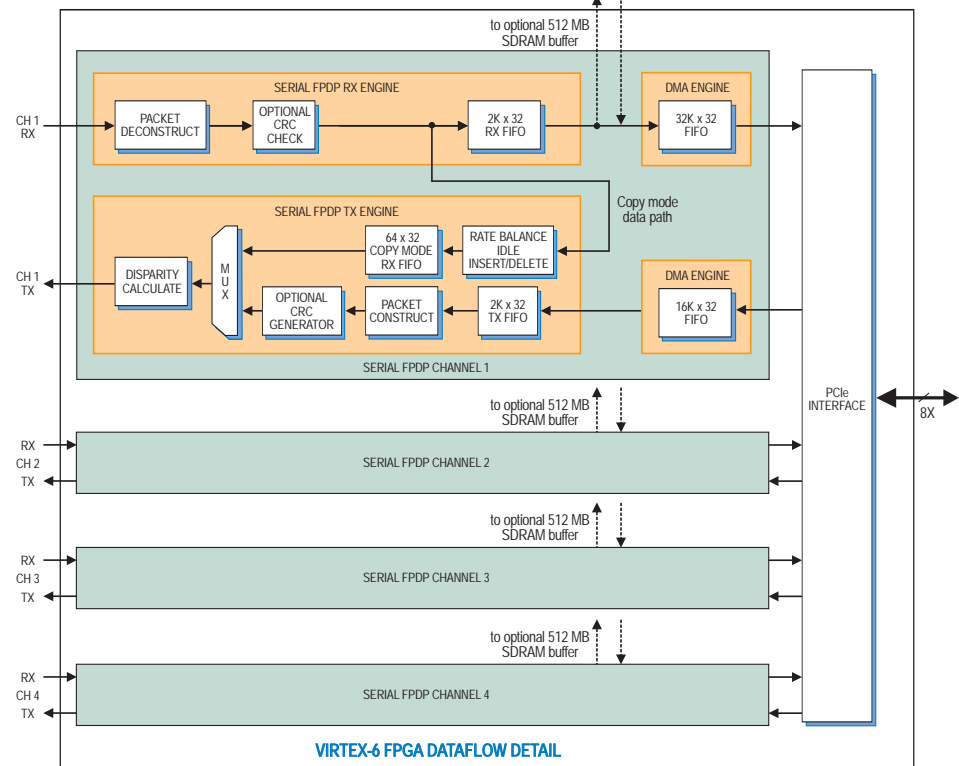 to optional 512 MB
SDRAM buffer
SERIAL FPDP RX ENGINE
DMA ENGINE
CH 1
RX
PACKET
DECONSTRUCT
OPTIONAL
CRC
CHECK
2K x 32
RX FIFO
32K x 32
FIFO
Copy mode
data path
SERIAL FPDP TX ENGINE
64 x 32
COPY MODE
RX FIFO
RATE BALANCE
IDLE
INSERT/DELETE
CH 1
TX
DISPARITY
CALCULATE
M
U
X
OPTIONAL
CRC
GENERATOR
PACKET
CONSTRUCT
2K x 32
TX FIFO
DMA ENGINE
16K x 32
FIFO
SERIAL FPDP CHANNEL 1
PCIe
INTERFACE
8X
to optional 512 MB
SDRAM buffer
RX
CH 2
TX
SERIAL FPDP CHANNEL 2
to optional 512 MB
SDRAM buffer
RX
CH 3
TX
SERIAL FPDP CHANNEL 3
to optional 512 MB
SDRAM buffer
RX
CH 4
TX
SERIAL FPDP CHANNEL 4
VIRTEX-6 FPGA DATAFLOW DETAIL